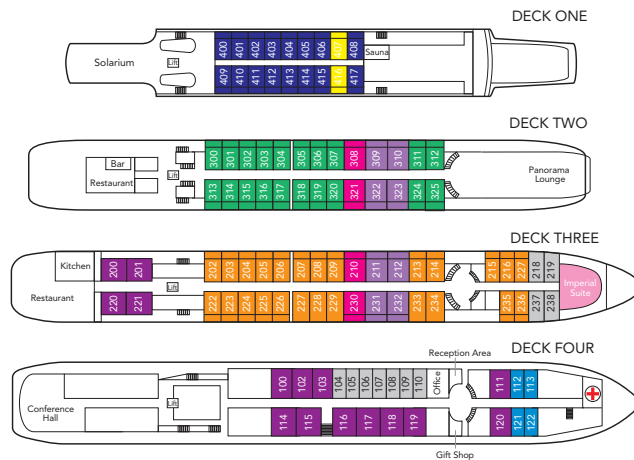 DECK ONE
400 401 402 403 404 405 406 407 408
Solarium
Lift
Sauna
409 410 411 412 413 414 415 416 417
DECK TWO
300 301 302 303 304 305 306 307 308 309 310 311 312
Bar
Restaurant
Lift
Panorama
Lounge
313 314 315 316 317 318 319 320 321 322 323 324 325
DECK THREE
Kitchen
200 201 202 203 204 205 206 207 208 209 210 211 212 213 214 215 216 227 218 219
Restaurant
Lift
Imperial
Suite
220 221 222 223 224 225 226 227 228 229 230 231 232 233 234 235 236 237 238
Reception Area
DECK FOUR
100 102 103 104 105 106 107 108 109 110 Office 111 112 113
Conference
Hall
Lift
114 115 116 117 118 119 120 121 122
Gift Shop